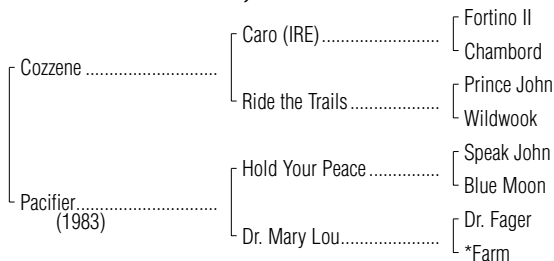 Cozzene
Pacifier
(1983)
Caro (IRE)
Ride the Trails
Hold Your Peace
Dr. Mary Lou
Fortino II
Chambord
Prince John
Wildwook
Speak John
Blue Moon
Dr. Fager
*Farm